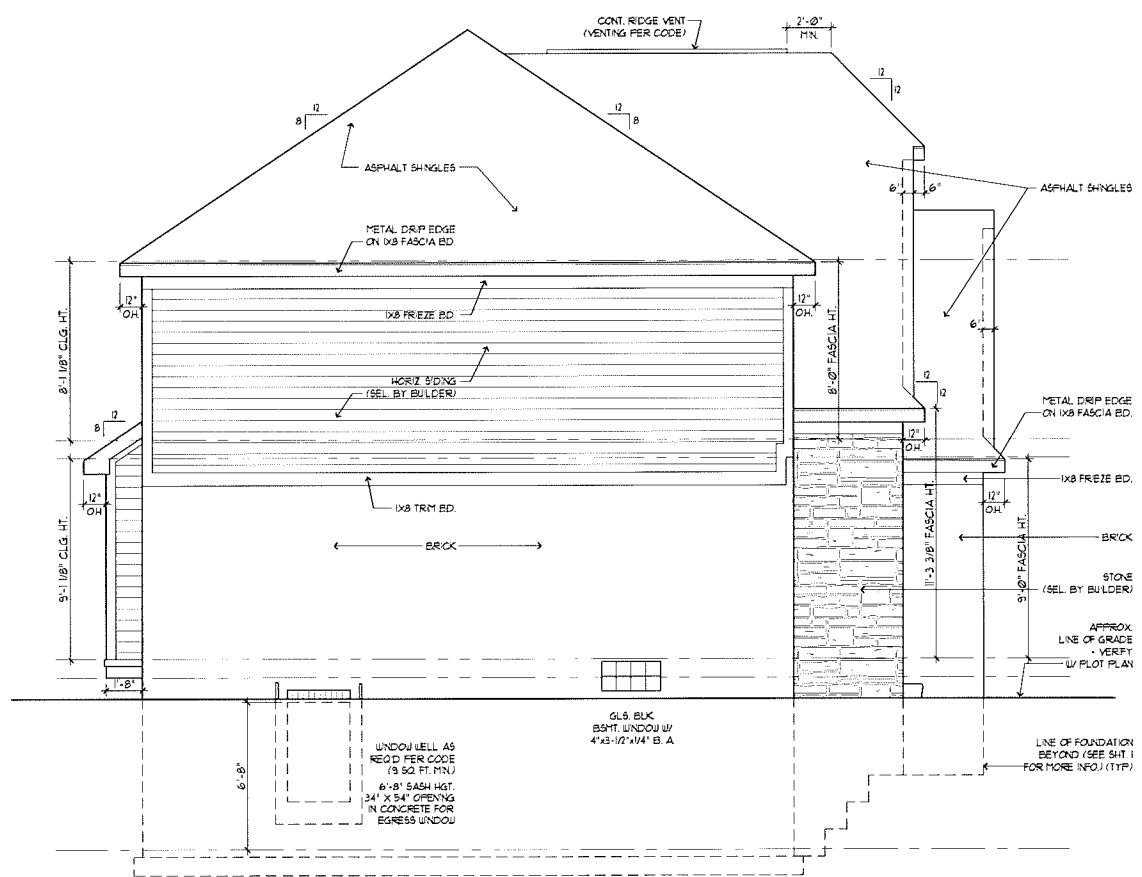 CONT. RIDGE VENT
(VENTING PER CODE)
2'-0"
MIN.
12
12
12
8
12
8
ASPHALT SHINGLES
6"
6"
ASPHALT SHINGLES
METAL DRIP EDGE
ON 1X8 FASCIA BD.
12"
O.H.
1X8 FRIEZE BD.
12"
O.H.
8'-1 1/8" CLG. HT.
8'-0" FASCIA HT.
6"
HORIZ. SIDING
(SEL. BY BUILDER)
12
12
METAL DRIP EDGE
ON 1X8 FASCIA BD.
12
8
12"
O.H.
12"
O.H.
1X8 FREEZE BD.
12"
O.H.
1X8 TRIM BD.
9'-1 1/8" CLG. HT.
BRICK
11'-3 3/8" FASCIA HT.
9'-0" FASCIA HT.
BRICK
STONE
(SEL. BY BUILDER)
APPROX.
LINE OF GRADE
- VERIFY
W/ PLOT PLAN
1'-8"
GLS. BLK.
BSMT. WINDOW W/
4"x3-1/2"x1/4" B. A
WINDOW WELL AS
REQ'D PER CODE
(9 SQ. FT. MIN.)
6'-8" SASH HGT.
34" X 54" OPENING
IN CONCRETE FOR
EGRESS WINDOW
6'-8"
LINE OF FOUNDATION
BEYOND (SEE SHT. 1
FOR MORE INFO.) (TYP.)